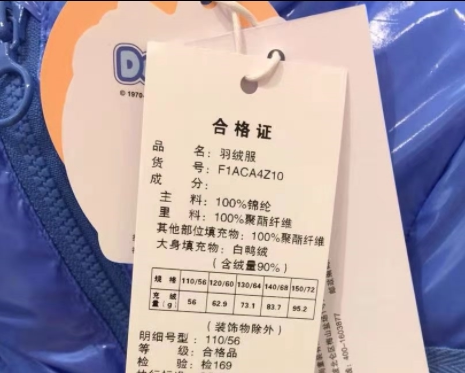 © 1970
合格证
品 名：羽绒服
货 号：F1ACA4Z10
成 分：
主 料：100%锦纶
里 料：100%聚酯纤维
其他部位填充物：100%聚酯纤维
大身填充物：白鸭绒
（含绒量90%）
规 格 110/56 120/60 130/64 140/68 150/72
充绒量(g) 56 62.9 73.1 83.7 95.2
（装饰物除外）
明细号型：110/56
等 级：合格品
检 验：检169